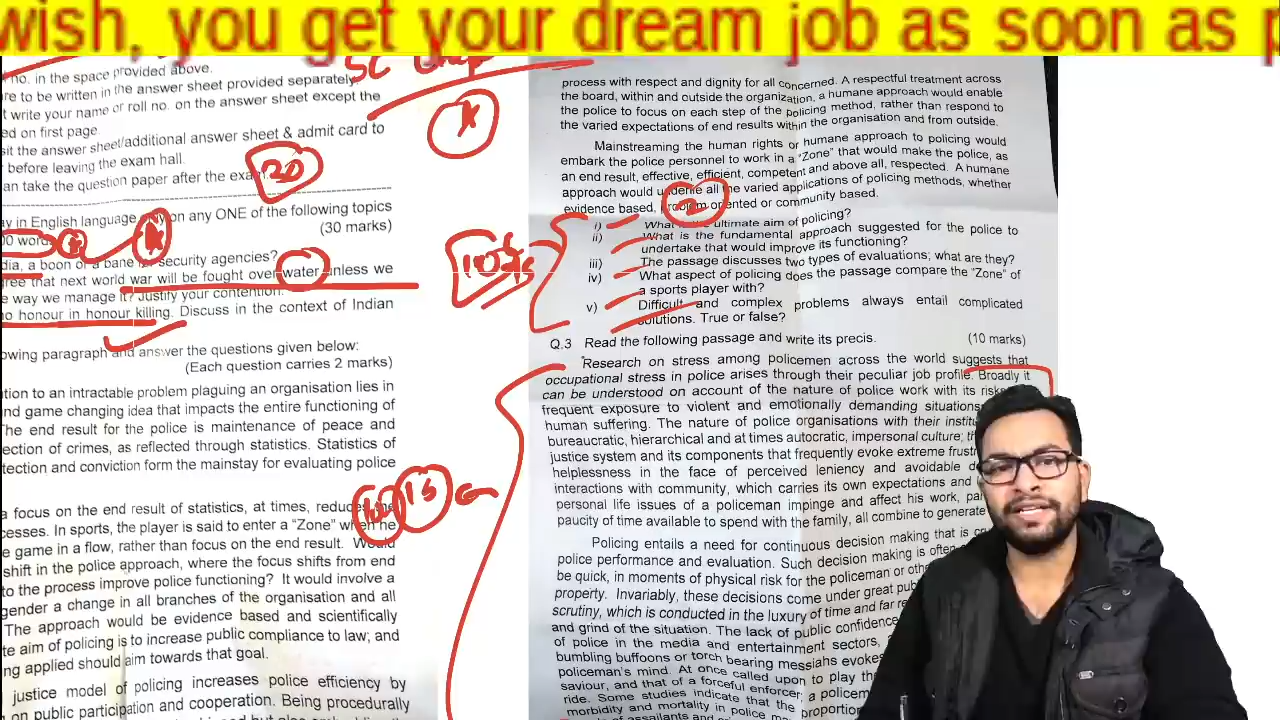 wish, you get your dream job as soon as p
no. in the space provided above.
re to be written in the answer sheet provided separately
t write your name or roll no. on the answer sheet except the
ed on first page.
sit the answer sheet/additional answer sheet & admit card to
before leaving the exam hall.
an take the question paper after the exa
20
ay in English language on any ONE of the following topics
(30 marks)
00 word
dia, a boon or a bane for security agencies?
ree that next world war will be fought over water unless we
e way we manage it? Justify your contention.
no honour in honour killing. Discuss in the context of Indian
owing paragraph and answer the questions given below:
(Each question carries 2 marks)
tion to an intractable problem plaguing an organisation lies in
nd game changing idea that impacts the entire functioning of
The end result for the police is maintenance of peace and
ection of crimes, as reflected through statistics. Statistics of
tection and conviction form the mainstay for evaluating police
a focus on the end result of statistics, at times, reduces the
cesses. In sports, the player is said to enter a "Zone" when he
e game in a flow, rather than focus on the end result. Would
shift in the police approach, where the focus shifts from end
to the process improve police functioning? It would involve a
gender a change in all branches of the organisation and all
The approach would be evidence based and scientifically
te aim of policing is to increase public compliance to law; and
ng applied should aim towards that goal.
justice model of policing increases police efficiency by
on public participation and cooperation. Being procedurally
process with respect and dignity for all concerned. A respectful treatment across
the board, within and outside the organization, a humane approach would enable
the police to focus on each step of the policing method, rather than respond to
the varied expectations of end results within the organisation and from outside.
Mainstreaming the human rights or humane approach to policing would
embark the police personnel to work in a "Zone" that would make the police, as
an end result, effective, efficient, competent and above all, respected. A humane
approach would underlie all the varied applications of policing methods, whether
evidence based, problem oriented or community based.
2
i) What is the ultimate aim of policing?
ii) What is the fundamental approach suggested for the police to
undertake that would improve its functioning?
iii) The passage discusses two types of evaluations; what are they?
iv) What aspect of policing does the passage compare the "Zone" of
a sports player with?
v) Difficult and complex problems always entail complicated
solutions. True or false?
Q.3 Read the following passage and write its precis. (10 marks)
Research on stress among policemen across the world suggests that
occupational stress in police arises through their peculiar job profile. Broadly it
can be understood on account of the nature of police work with its risks
frequent exposure to violent and emotionally demanding situations
human suffering. The nature of police organisations with their
bureaucratic, hierarchical and at times autocratic, impersonal culture;
justice system and its components that frequently evoke extreme
helplessness in the face of perceived leniency and avoidable
interactions with community, which carries its own expectations and
personal life issues of a policeman impinge and affect his work,
paucity of time available to spend with the family, all combine to generate
Policing entails a need for continuous decision making that is
police performance and evaluation. Such decision making is often
be quick, in moments of physical risk for the policeman or
property. Invariably, these decisions come under great
scrutiny, which is conducted in the luxury of time and far
and grind of the situation. The lack of public confidence
of police in the media and entertainment sectors,
bumbling buffoons or torch bearing messiahs evokes
policeman's mind. At once called upon to play the
saviour, and that of a forceful enforcer,
ride. Some studies indicate that the
morbidity and mortality in police